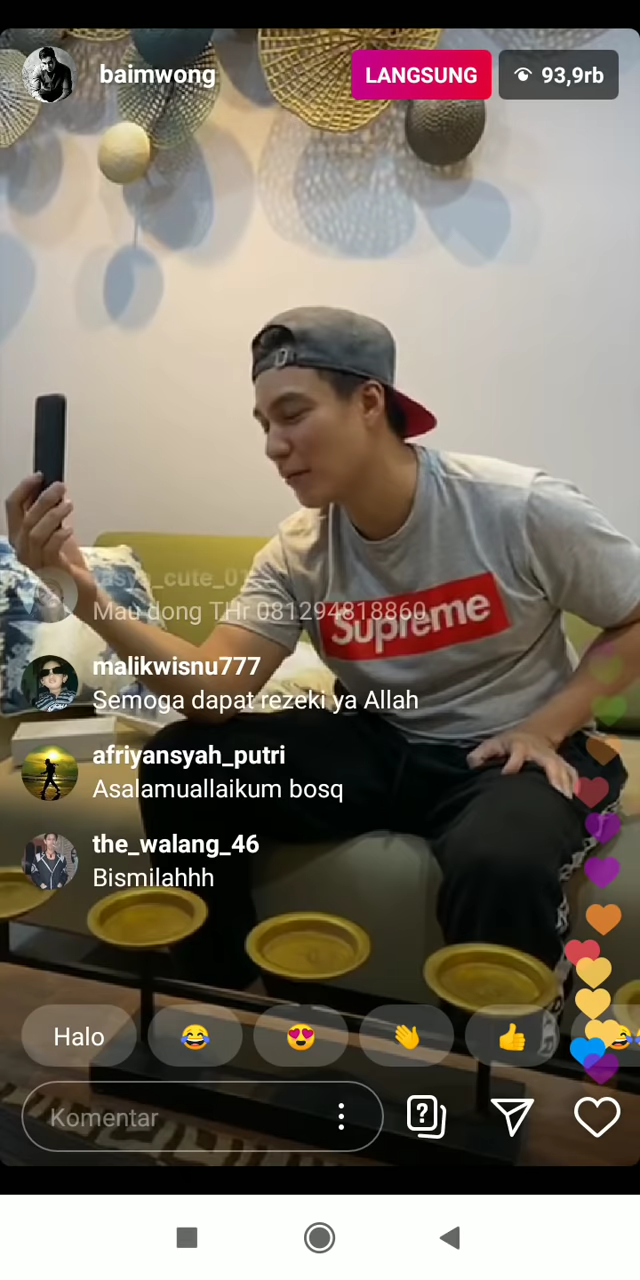 baimwong
LANGSUNG
93,9rb
Supreme
Mau dong THr 081294818860
malikwisnu777
Semoga dapat rezeki ya Allah
afriyansyah_putri
Asalamuallaikum bosq
the_walang_46
Bismilahhh
Halo
Komentar